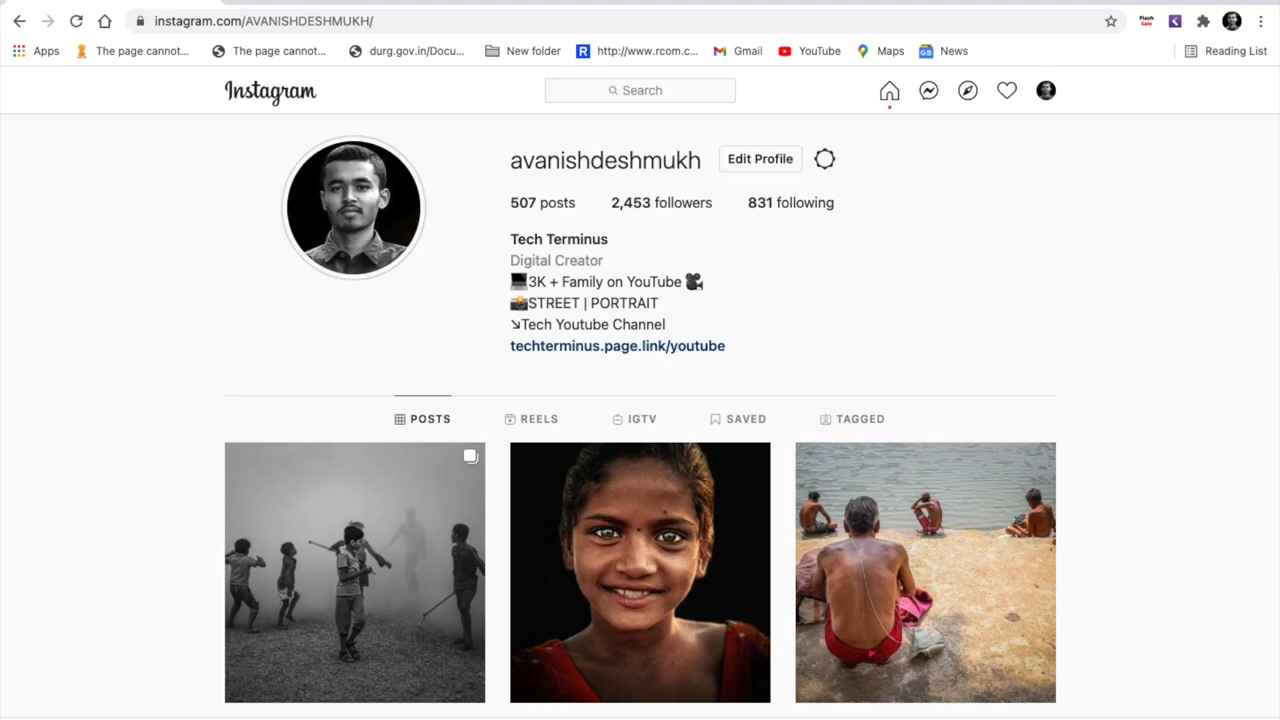 instagram.com/AVANISHDESHMUKH/
Flash
Sale
Apps The page cannot... The page cannot... durg.gov.in/Docu... New folder R http://www.rcom.c... Gmail YouTube Maps News Reading List
Instagram Search
avanishdeshmukh Edit Profile
507 posts 2,453 followers 831 following
Tech Terminus
Digital Creator
💻3K + Family on YouTube 🎥
📸STREET | PORTRAIT
↘Tech Youtube Channel
techterminus.page.link/youtube
POSTS REELS IGTV SAVED TAGGED